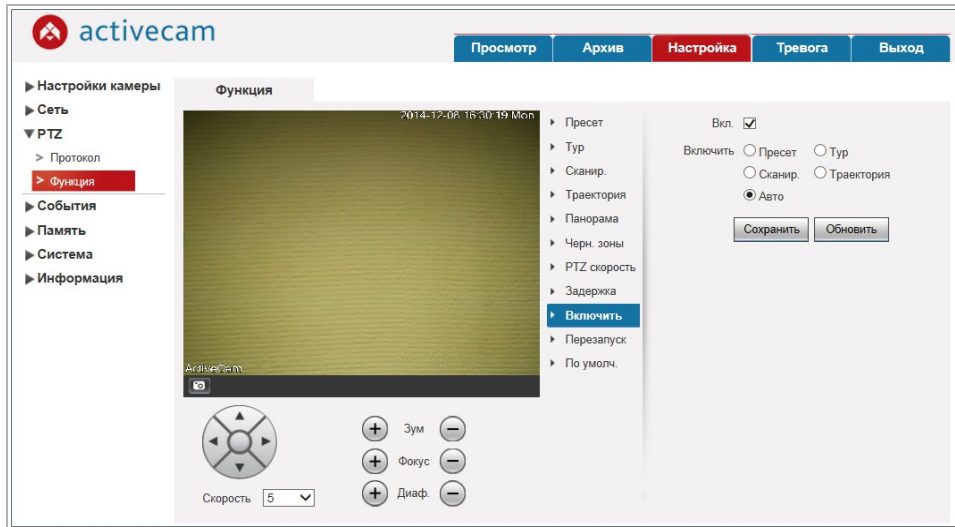 activecam
Просмотр Архив Настройка Тревога Выход
Настройки камеры
Сеть
PTZ
> Протокол
> Функция
События
Память
Система
Информация
Функция
2014-12-08 16:30:19 Mon
ActiveCam
Пресет
Тур
Сканир.
Траектория
Панорама
Черн. зоны
PTZ скорость
Задержка
Включить
Перезапуск
По умолч.
Вкл.
Включить Пресет Тур
Сканир. Траектория
Авто
Сохранить Обновить
Зум
Фокус
Диаф.
Скорость 5